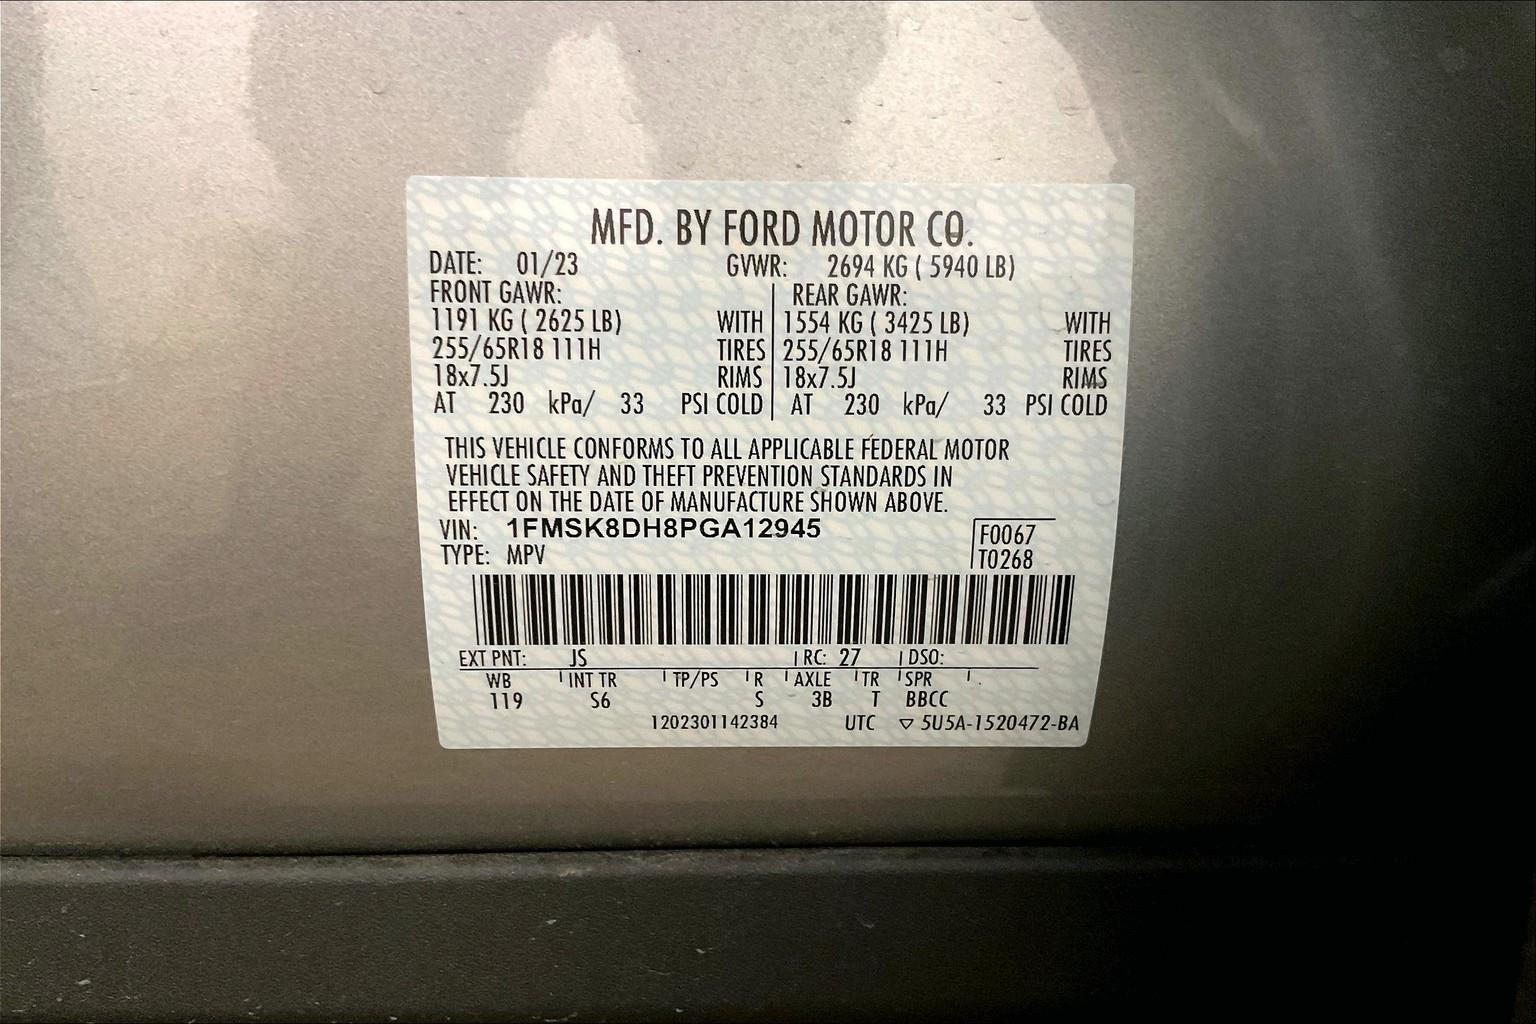 MFD. BY FORD MOTOR CO.
DATE: 01/23 GVWR: 2694 KG ( 5940 LB)
FRONT GAWR: REAR GAWR:
1191 KG ( 2625 LB) WITH 1554 KG ( 3425 LB) WITH
255/65R18 111H TIRES 255/65R18 111H TIRES
18x7.5J RIMS 18x7.5J RIMS
AT 230 kPa/ 33 PSI COLD AT 230 kPa/ 33 PSI COLD
THIS VEHICLE CONFORMS TO ALL APPLICABLE FEDERAL MOTOR
VEHICLE SAFETY AND THEFT PREVENTION STANDARDS IN
EFFECT ON THE DATE OF MANUFACTURE SHOWN ABOVE.
VIN: 1FMSK8DH8PGA12945 F0067
TYPE: MPV T0268
EXT PNT: JS RC: 27 DSO:
WB INT TR TP/PS R AXLE TR SPR
119 S6 S 3B T BBCC
1202301142384 UTC ▽ 5U5A-1520472-BA